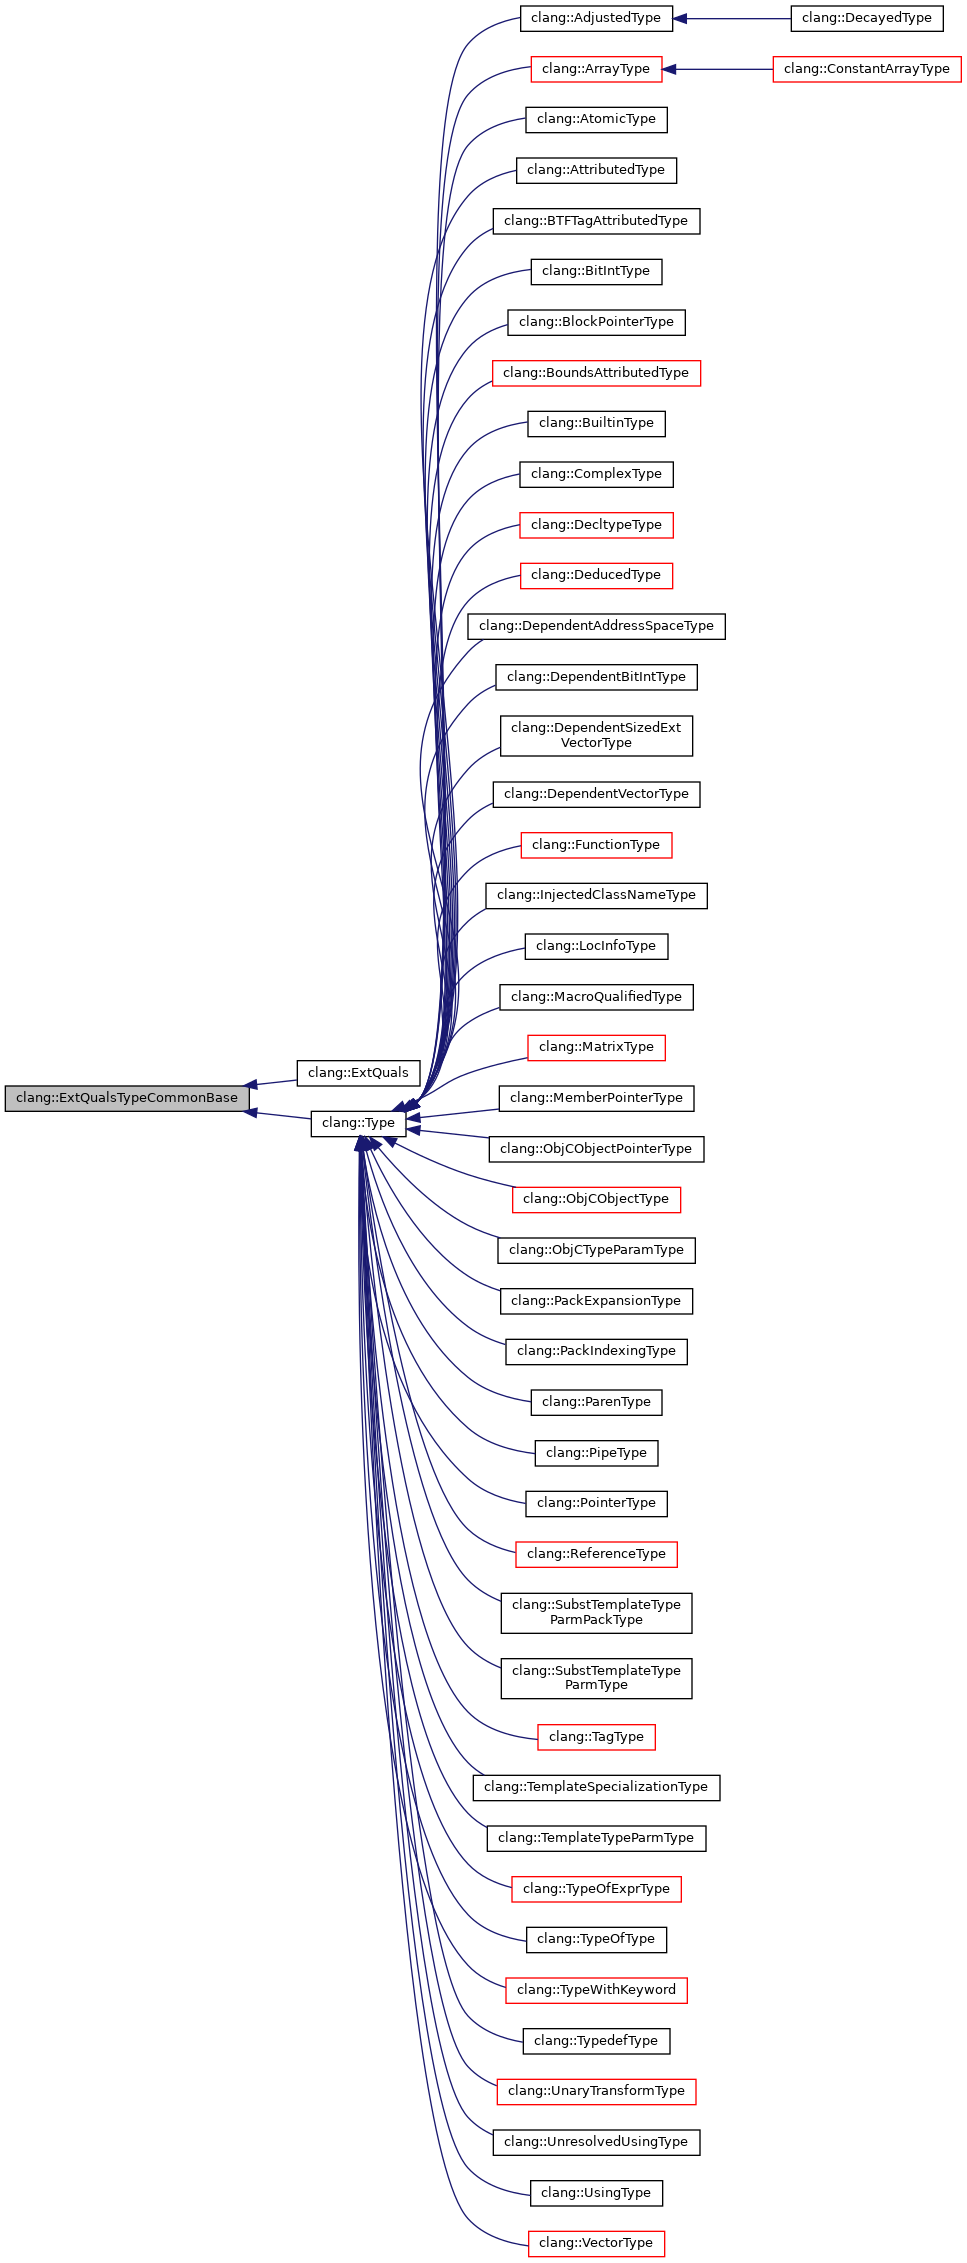 clang::AdjustedType
clang::DecayedType
clang::ArrayType
clang::ConstantArrayType
clang::AtomicType
clang::AttributedType
clang::BTFTagAttributedType
clang::BitIntType
clang::BlockPointerType
clang::BoundsAttributedType
clang::BuiltinType
clang::ComplexType
clang::DecltypeType
clang::DeducedType
clang::DependentAddressSpaceType
clang::DependentBitIntType
clang::DependentSizedExt
VectorType
clang::DependentVectorType
clang::FunctionType
clang::InjectedClassNameType
clang::LocInfoType
clang::MacroQualifiedType
clang::MatrixType
clang::ExtQuals
clang::ExtQualsTypeCommonBase
clang::MemberPointerType
clang::Type
clang::ObjCObjectPointerType
clang::ObjCObjectType
clang::ObjCTypeParamType
clang::PackExpansionType
clang::PackIndexingType
clang::ParenType
clang::PipeType
clang::PointerType
clang::ReferenceType
clang::SubstTemplateType
ParmPackType
clang::SubstTemplateType
ParmType
clang::TagType
clang::TemplateSpecializationType
clang::TemplateTypeParmType
clang::TypeOfExprType
clang::TypeOfType
clang::TypeWithKeyword
clang::TypedefType
clang::UnaryTransformType
clang::UnresolvedUsingType
clang::UsingType
clang::VectorType